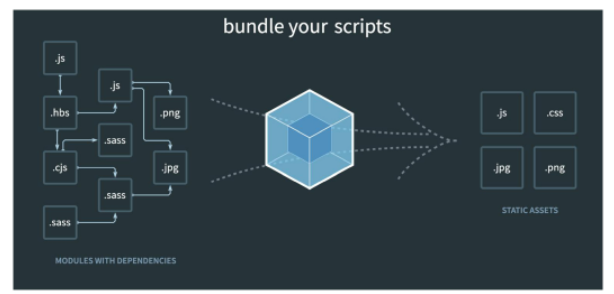 bundle your scripts
.js
.js
.hbs
.png
.sass
.cjs
.jpg
.sass
.sass
MODULES WITH DEPENDENCIES
.js
.css
.jpg
.png
STATIC ASSETS